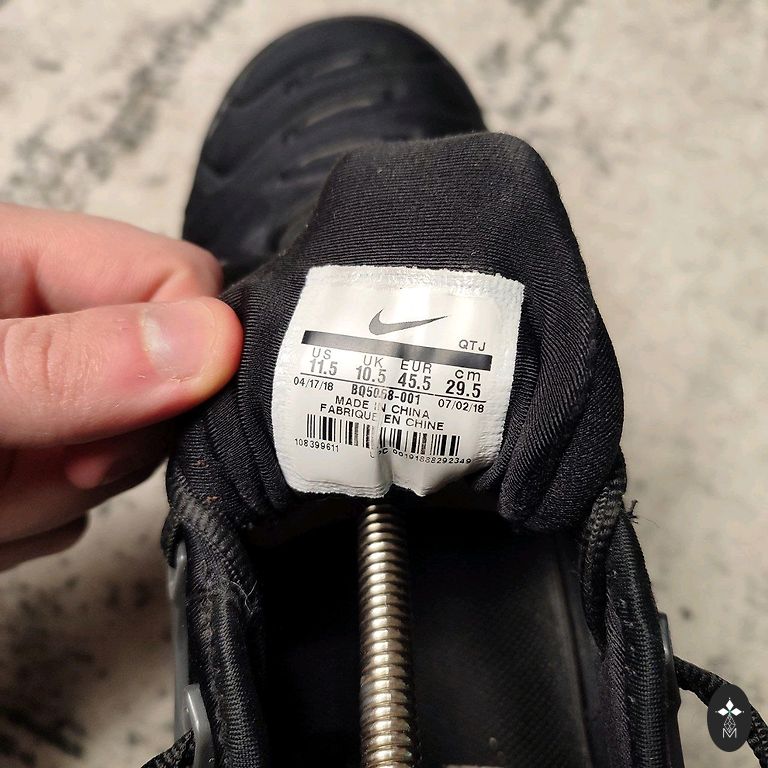 QTJ
US UK EUR cm
11.5 10.5 45.5 29.5
04/17/18 BQ5068-001 07/02/18
MADE IN CHINA
FABRIQUE EN CHINE
108399611
M